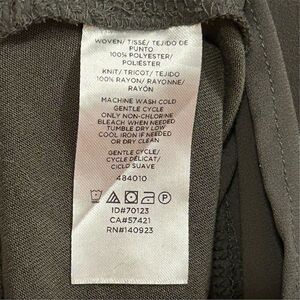 WOVEN/ TISSÉ/ TEJIDO DE
PUNTO
100% POLYESTER/
POLIÉSTER
KNIT/ TRICOT/ TEJIDO
100% RAYON/ RAYONNE/
RAYÓN
MACHINE WASH COLD
GENTLE CYCLE
ONLY NON-CHLORINE
BLEACH WHEN NEEDED
TUMBLE DRY LOW
COOL IRON IF NEEDED
OR DRY CLEAN
GENTLE CYCLE/
CYCLE DÉLICAT/
CICLO SUAVE
484010
ID#70123
CA#57421
RN#140923